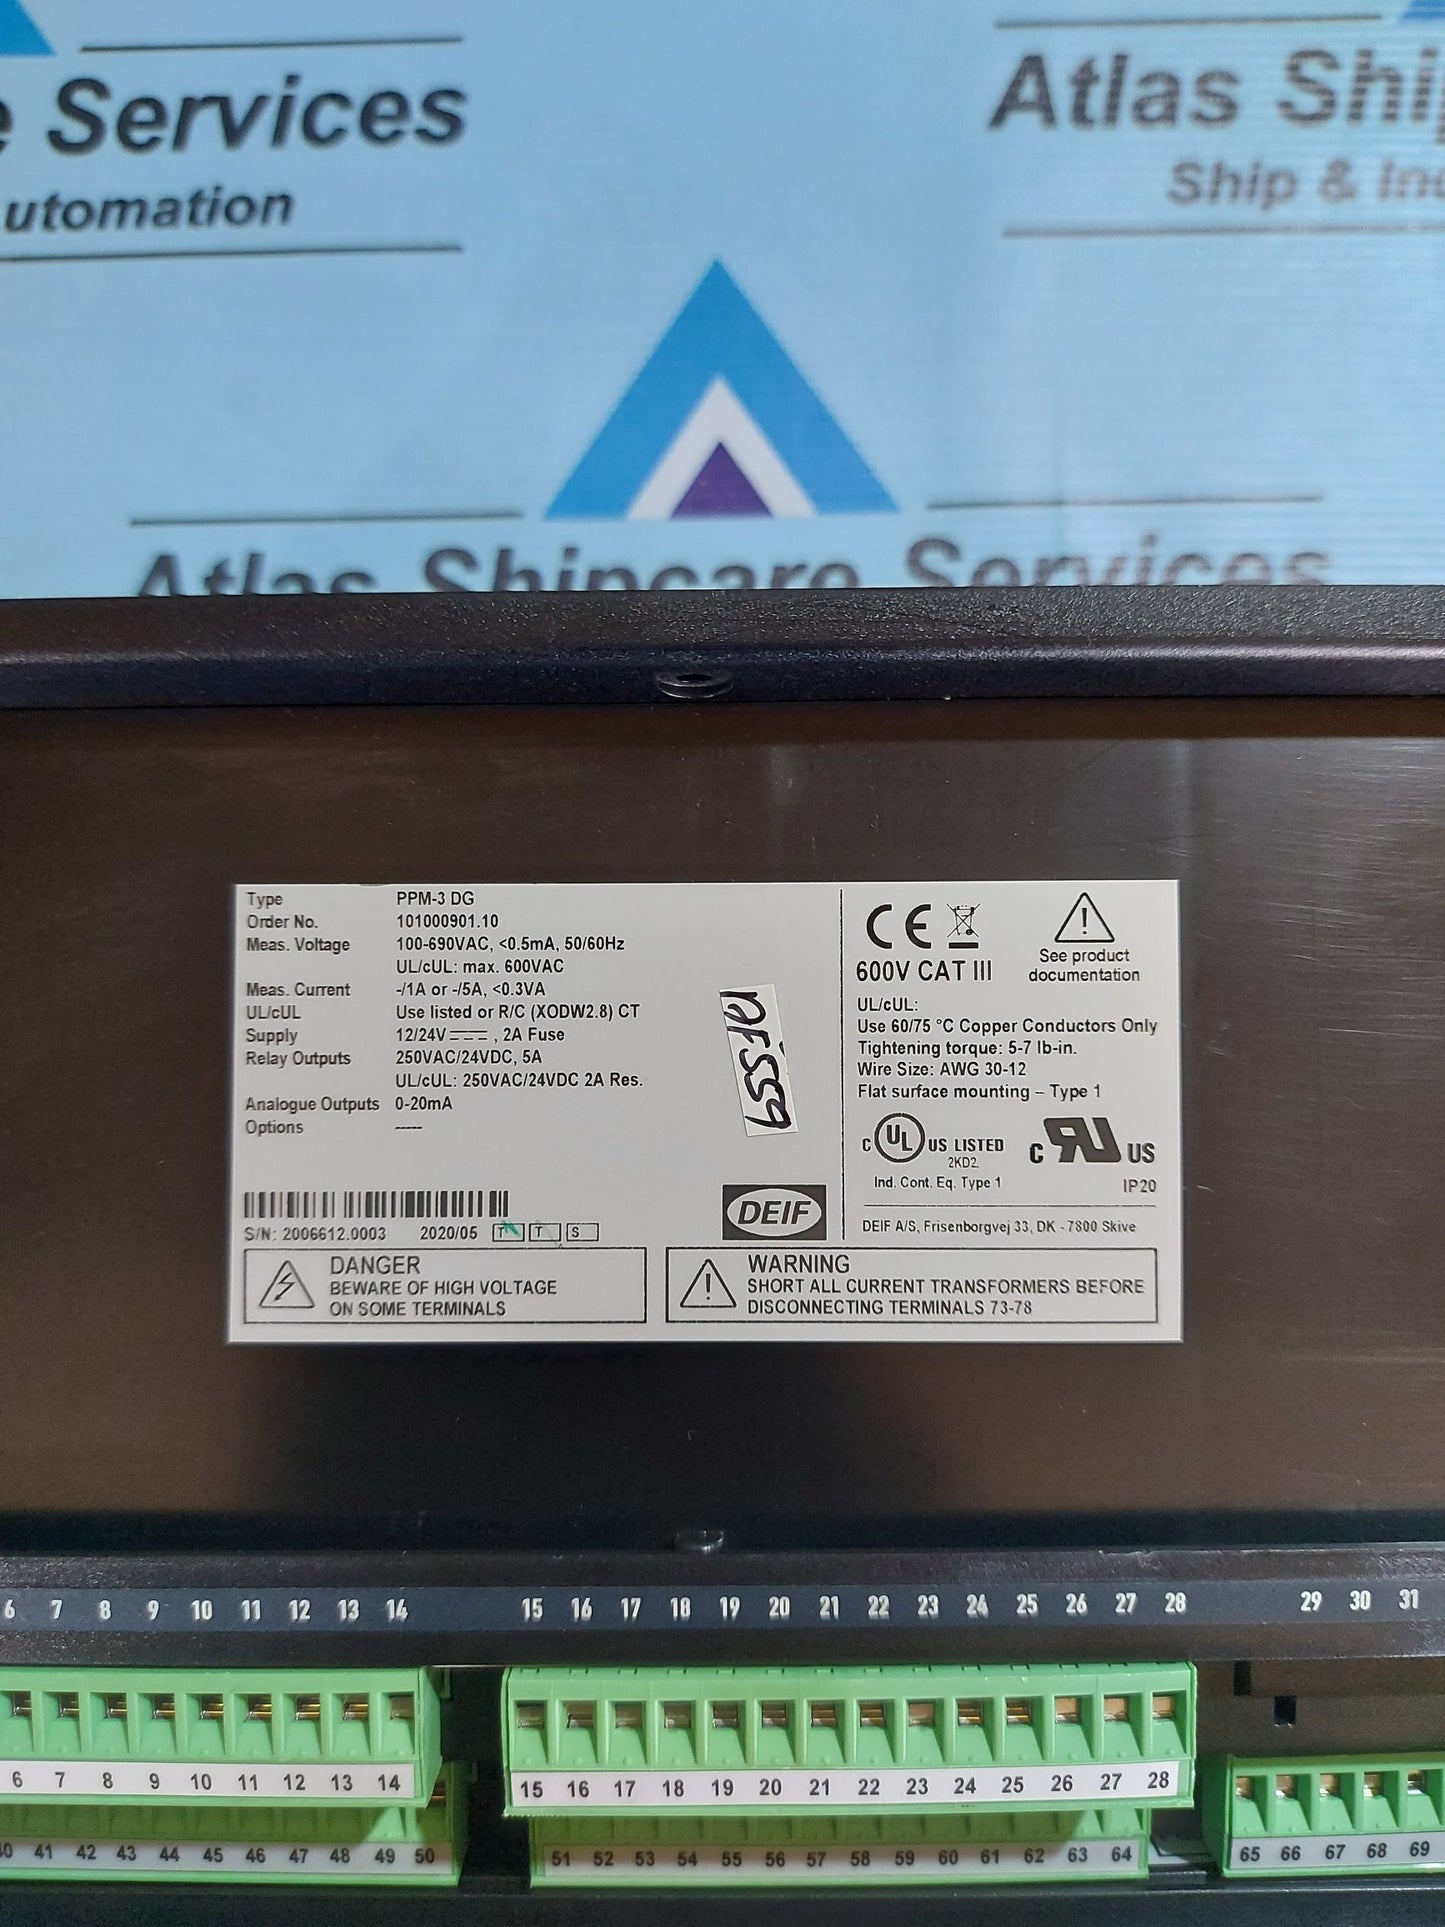 Services
Atlas Ship
utomation
Ship & In
Atlas Shipcare Services
Type PPM-3 DG
Order No. 101000901.10
Meas. Voltage 100-690VAC, <0.5mA, 50/60Hz
UL/cUL: max. 600VAC
Meas. Current -/1A or -/5A, <0.3VA
UL/cUL Use listed or R/C (XODW2.8) CT
Supply 12/24V ⎓, 2A Fuse
Relay Outputs 250VAC/24VDC, 5A
UL/cUL: 250VAC/24VDC 2A Res.
Analogue Outputs 0-20mA
Options -----
S/N: 2006612.0003 2020/05 T T S
DEIF
CE
600V CAT III
See product
documentation
UL/cUL:
Use 60/75 °C Copper Conductors Only
Tightening torque: 5-7 lb-in.
Wire Size: AWG 30-12
Flat surface mounting – Type 1
C UL US LISTED
2KD2
Ind. Cont. Eq. Type 1
C RU US
IP20
DEIF A/S, Frisenborgvej 33, DK - 7800 Skive
DANGER
BEWARE OF HIGH VOLTAGE
ON SOME TERMINALS
WARNING
SHORT ALL CURRENT TRANSFORMERS BEFORE
DISCONNECTING TERMINALS 73-78
6 7 8 9 10 11 12 13 14 15 16 17 18 19 20 21 22 23 24 25 26 27 28 29 30 31
6 7 8 9 10 11 12 13 14 15 16 17 18 19 20 21 22 23 24 25 26 27 28
40 41 42 43 44 45 46 47 48 49 50 51 52 53 54 55 56 57 58 59 60 61 62 63 64 65 66 67 68 69